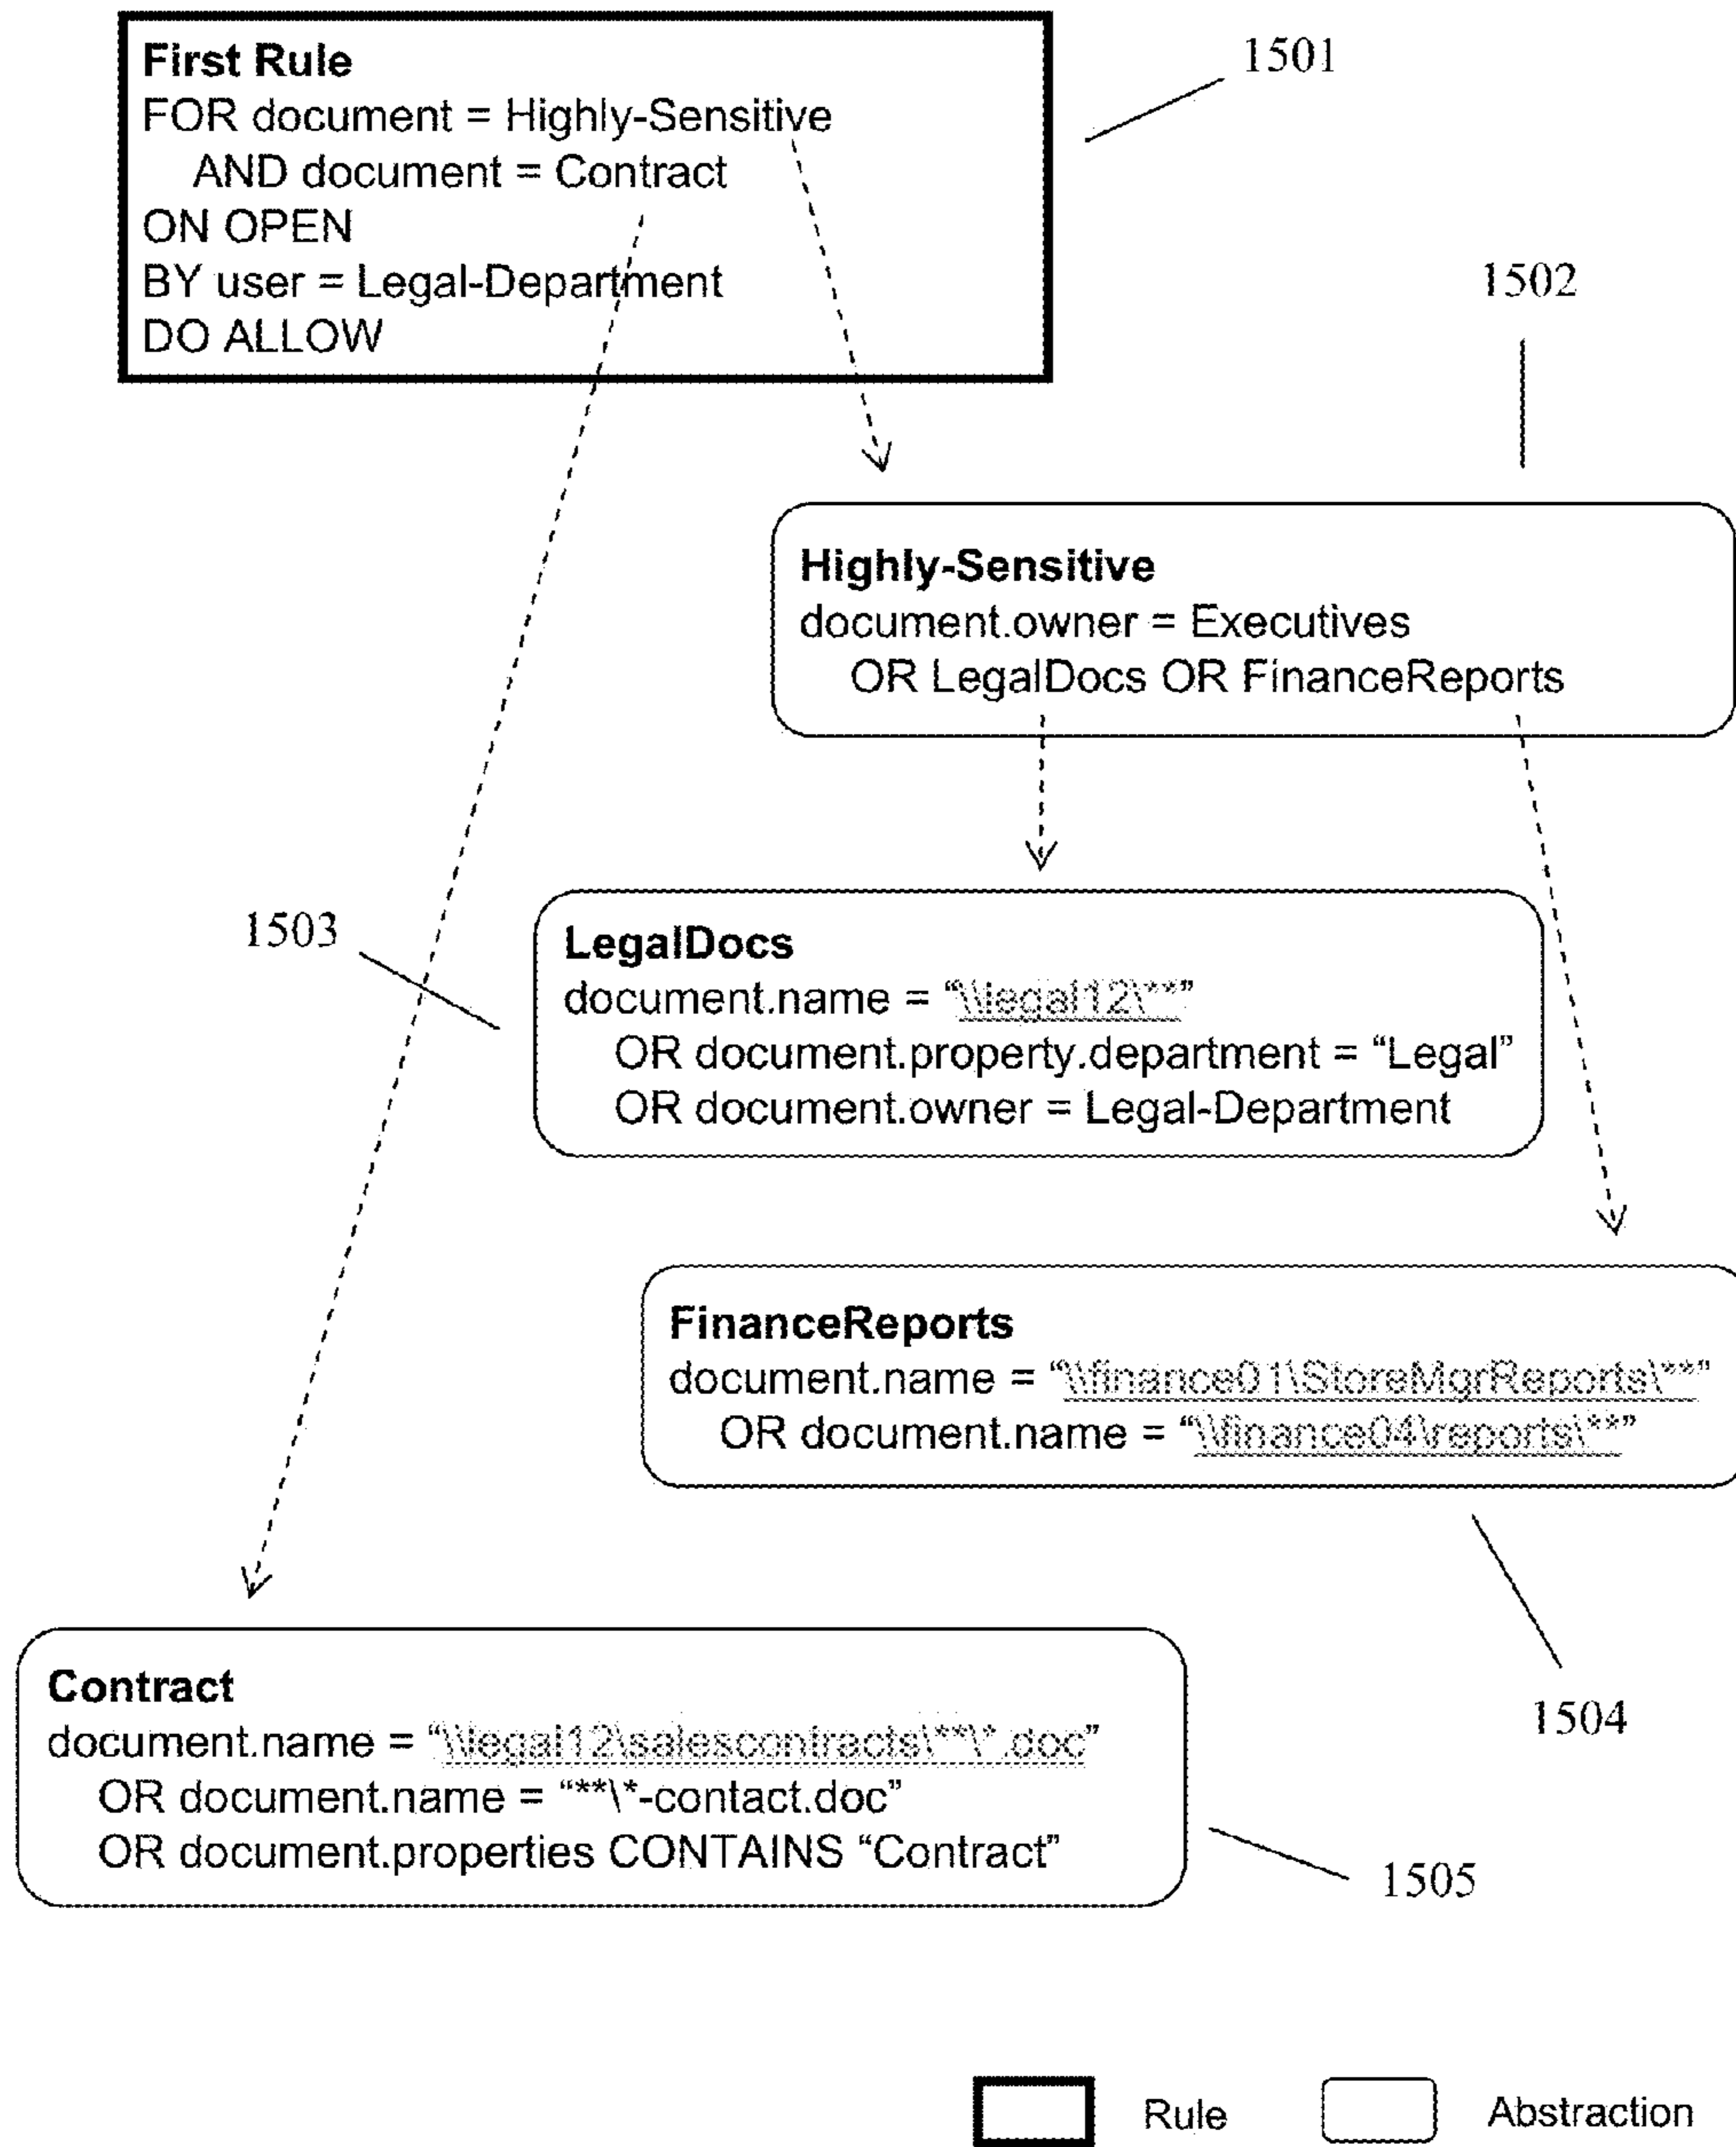 First Rule
FOR document = Highly-Sensitive
AND document = Contract
ON OPEN
BY user = Legal-Department
DO ALLOW
1501
1502
Highly-Sensitive
document.owner = Executives
OR LegalDocs OR FinanceReports
1503
LegalDocs
document.name = “\\legal12\**”
OR document.property.department = “Legal”
OR document.owner = Legal-Department
FinanceReports
document.name = “\\finance01\StoreMgrReports\**”
OR document.name = “\\finance04\reports\**”
1504
Contract
document.name = “\\legal12\salescontracts\**\*.doc”
OR document.name = “**\*-contact.doc”
OR document.properties CONTAINS “Contract”
1505
Rule
Abstraction